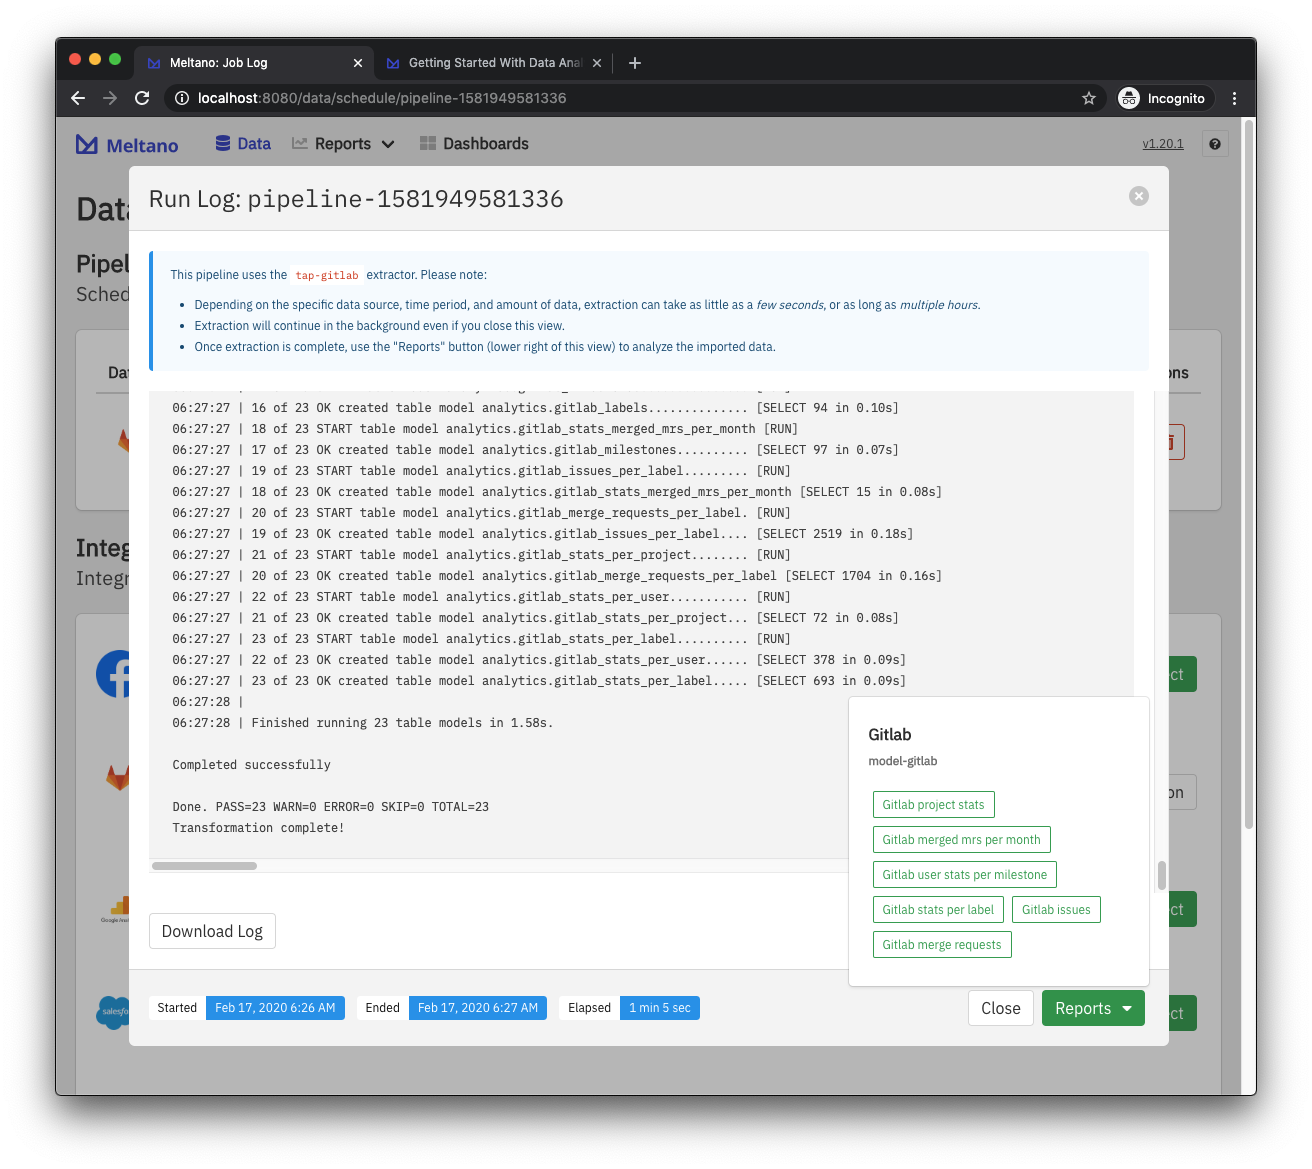 Meltano: Job Log
Getting Started With Data Ana
localhost:8080/data/schedule/pipeline-1581949581336
Incognito
Meltano
Data
Reports
Dashboards
v1.20.1
Run Log: pipeline-1581949581336
This pipeline uses the tap-gitlab extractor. Please note:
• Depending on the specific data source, time period, and amount of data, extraction can take as little as a few seconds, or as long as multiple hours.
• Extraction will continue in the background even if you close this view.
• Once extraction is complete, use the "Reports" button (lower right of this view) to analyze the imported data.
06:27:27 | 16 of 23 OK created table model analytics.gitlab_labels.............. [SELECT 94 in 0.10s]
06:27:27 | 18 of 23 START table model analytics.gitlab_stats_merged_mrs_per_month [RUN]
06:27:27 | 17 of 23 OK created table model analytics.gitlab_milestones.......... [SELECT 97 in 0.07s]
06:27:27 | 19 of 23 START table model analytics.gitlab_issues_per_label......... [RUN]
06:27:27 | 18 of 23 OK created table model analytics.gitlab_stats_merged_mrs_per_month [SELECT 15 in 0.08s]
06:27:27 | 20 of 23 START table model analytics.gitlab_merge_requests_per_label. [RUN]
06:27:27 | 19 of 23 OK created table model analytics.gitlab_issues_per_label.... [SELECT 2519 in 0.18s]
06:27:27 | 21 of 23 START table model analytics.gitlab_stats_per_project........ [RUN]
06:27:27 | 20 of 23 OK created table model analytics.gitlab_merge_requests_per_label [SELECT 1704 in 0.16s]
06:27:27 | 22 of 23 START table model analytics.gitlab_stats_per_user........... [RUN]
06:27:27 | 21 of 23 OK created table model analytics.gitlab_stats_per_project... [SELECT 72 in 0.08s]
06:27:27 | 23 of 23 START table model analytics.gitlab_stats_per_label.......... [RUN]
06:27:27 | 22 of 23 OK created table model analytics.gitlab_stats_per_user...... [SELECT 378 in 0.09s]
06:27:27 | 23 of 23 OK created table model analytics.gitlab_stats_per_label..... [SELECT 693 in 0.09s]
06:27:28 |
06:27:28 | Finished running 23 table models in 1.58s.
Completed successfully
Done. PASS=23 WARN=0 ERROR=0 SKIP=0 TOTAL=23
Transformation complete!
Gitlab
model-gitlab
Gitlab project stats
Gitlab merged mrs per month
Gitlab user stats per milestone
Gitlab stats per label
Gitlab issues
Gitlab merge requests
Download Log
Started Feb 17, 2020 6:26 AM
Ended Feb 17, 2020 6:27 AM
Elapsed 1 min 5 sec
Close
Reports